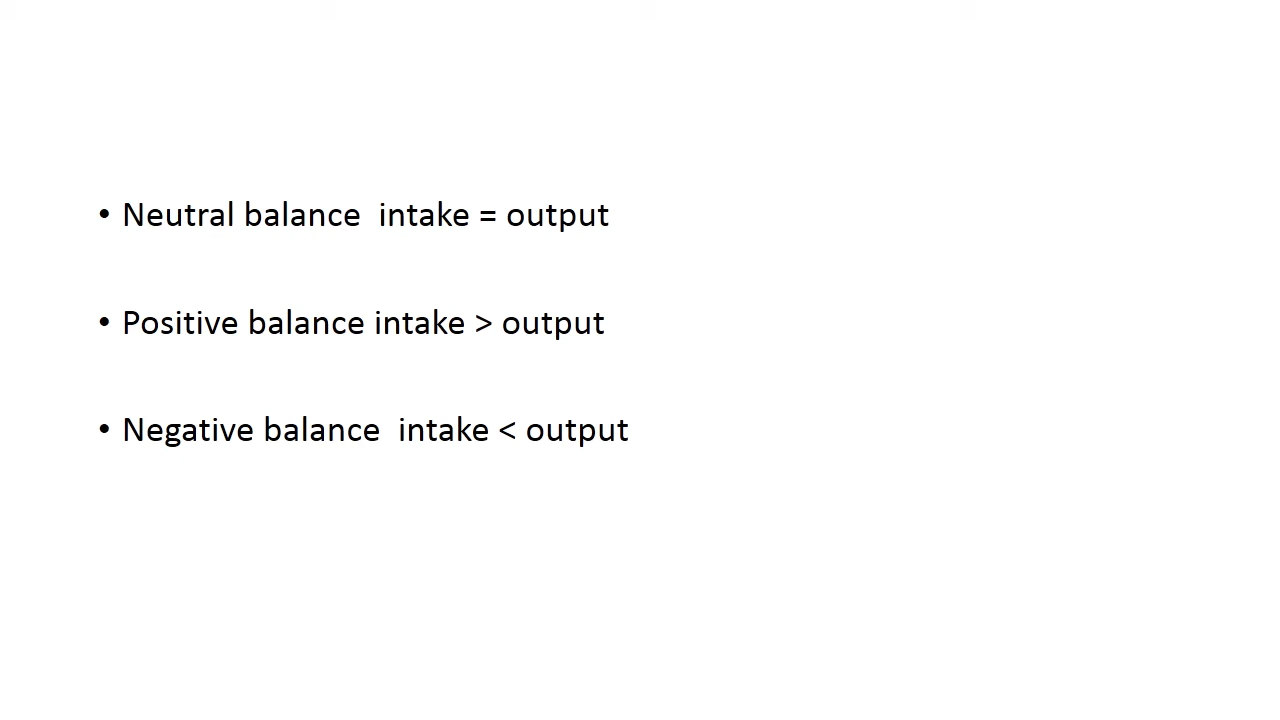 • Neutral balance  intake = output
• Positive balance intake > output
• Negative balance  intake < output